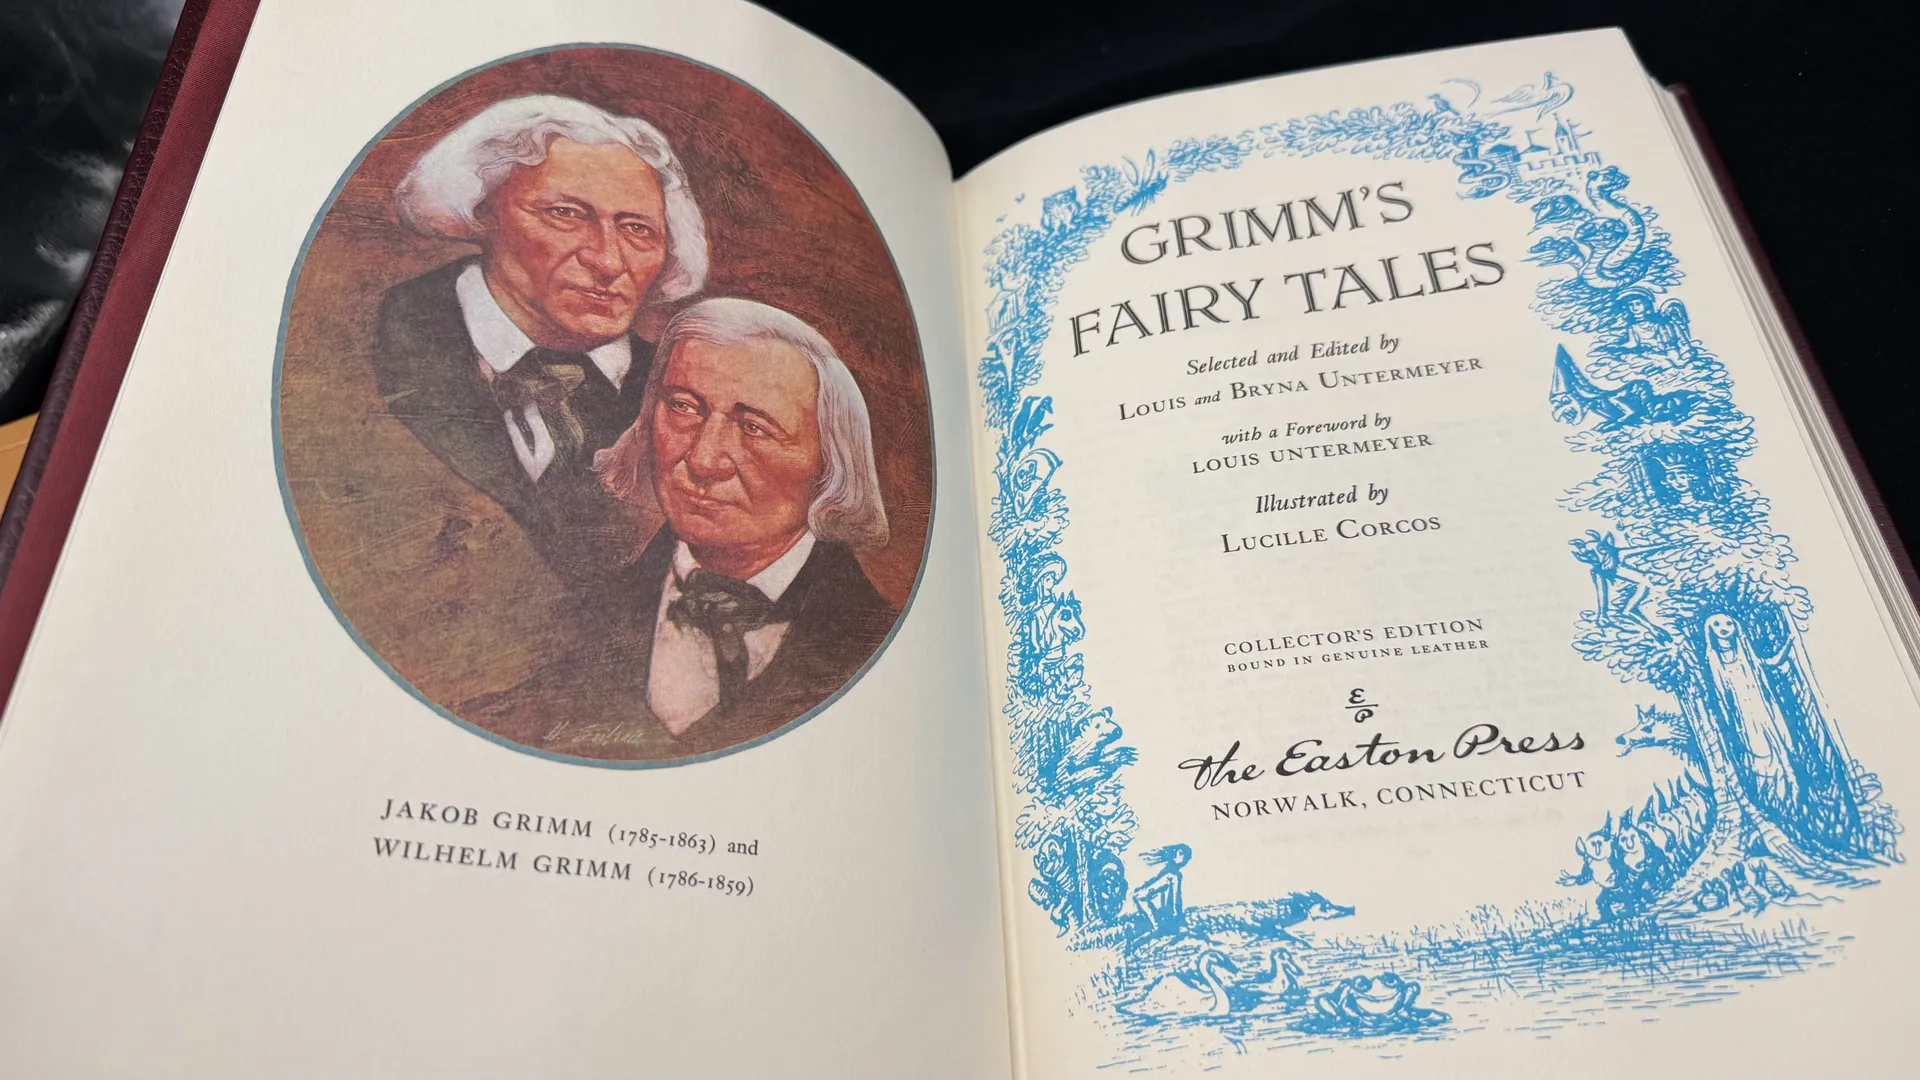 JAKOB GRIMM (1785-1863) and
WILHELM GRIMM (1786-1859)
GRIMM'S
FAIRY TALES
Selected and Edited by
LOUIS and BRYNA UNTERMEYER
with a Foreword by
LOUIS UNTERMEYER
Illustrated by
LUCILLE CORCOS
COLLECTOR'S EDITION
BOUND IN GENUINE LEATHER
The Easton Press
NORWALK, CONNECTICUT